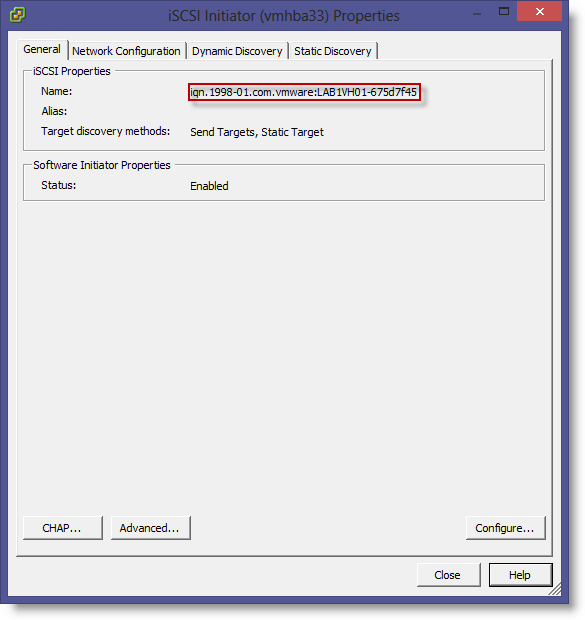 iSCSI Initiator (vmhba33) Properties
General Network Configuration Dynamic Discovery Static Discovery
iSCSI Properties
Name: iqn.1998-01.com.vmware:LAB1VH01-675d7f45
Alias:
Target discovery methods: Send Targets, Static Target
Software Initiator Properties
Status: Enabled
CHAP... Advanced... Configure...
Close Help